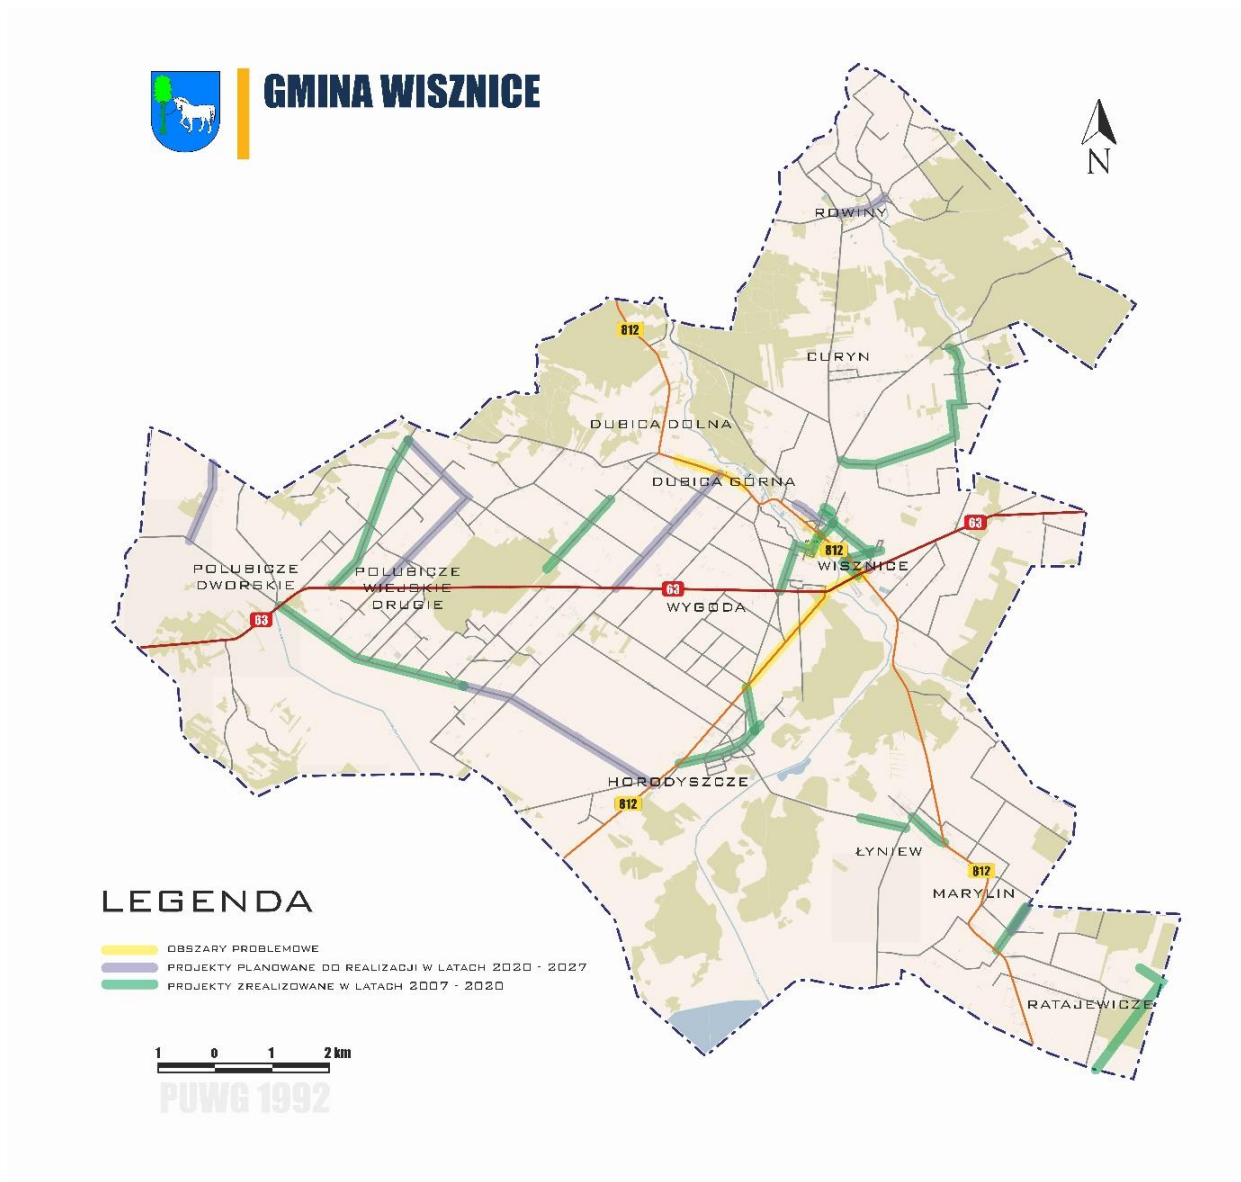 GMINA WISZNICE
N
ROWINY
812
CURYN
DUBICA DOLNA
DUBICA GÓRNA
63
812
WISZNICE
POLUBICZE
DWORSKIE
POLUBICZE
WIEJSKIE
DRUGIE
63
WYGODA
63
HORODYSZCZE
812
ŁYNIEW
812
MARYLIN
RATAJEWICZE
LEGENDA
OBSZARY PROBLEMOWE
PROJEKTY PLANOWANE DO REALIZACJI W LATACH 2020 - 2027
PROJEKTY ZREALIZOWANE W LATACH 2007 - 2020
1 0 1 2 km
PUWG 1992